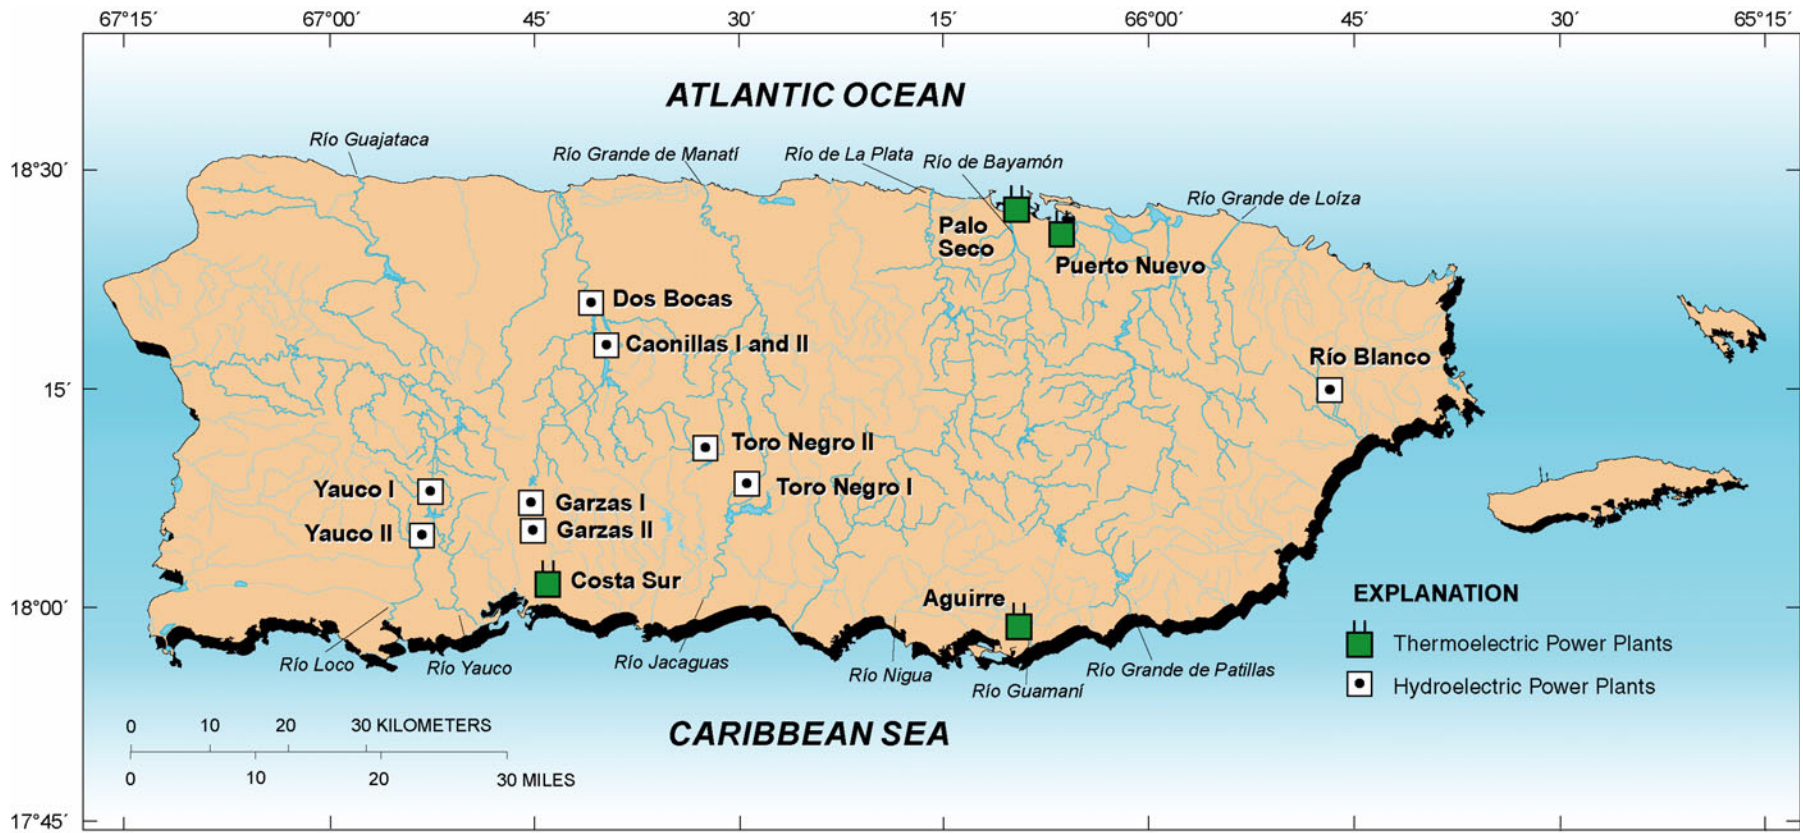 67°15´ 67°00´ 45´ 30´ 15´ 66°00´ 45´ 30´ 65°15´
ATLANTIC OCEAN
Río Guajataca
Río Grande de Manatí
Río de La Plata
Río de Bayamón
18°30´
Río Grande de Loíza
Palo
Seco
Puerto Nuevo
Dos Bocas
Caonillas I and II
Río Blanco
15´
Toro Negro II
Toro Negro I
Yauco I
Garzas I
Yauco II
Garzas II
Costa Sur
Aguirre
18°00´
EXPLANATION
Thermoelectric Power Plants
Hydroelectric Power Plants
Río Loco
Río Yauco
Río Jacaguas
Río Nigua
Río Guamaní
Río Grande de Patillas
CARIBBEAN SEA
0 10 20 30 KILOMETERS
0 10 20 30 MILES
17°45´